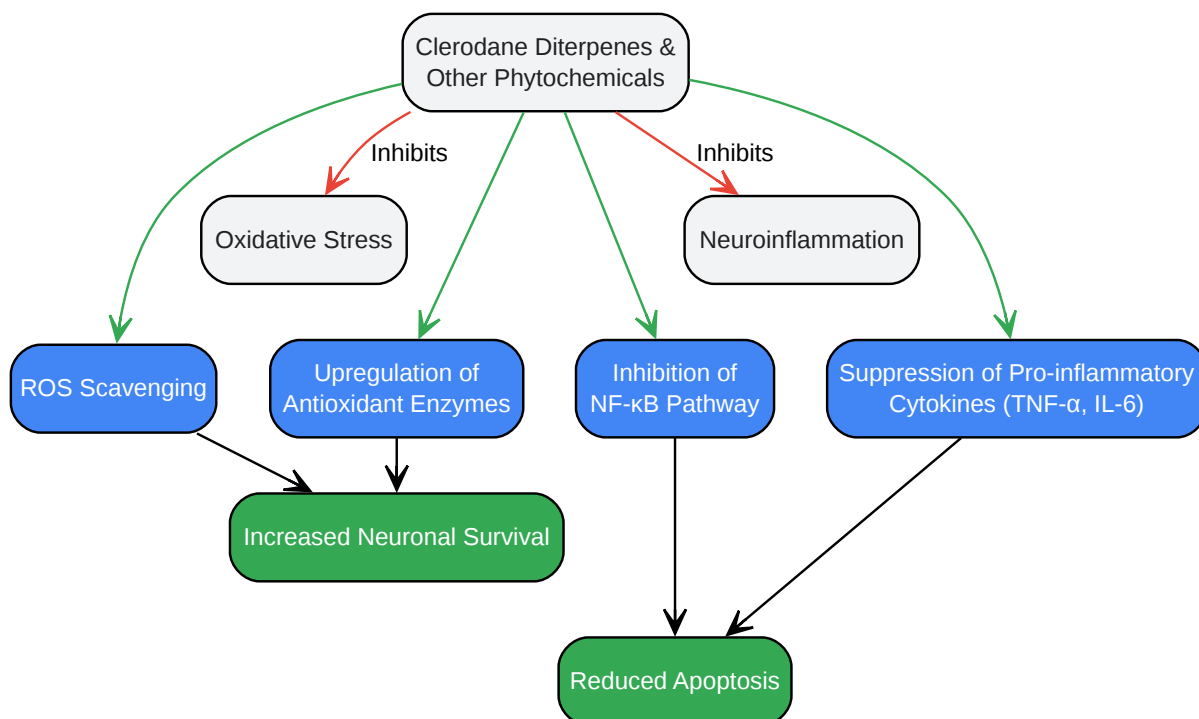 Clerodane Diterpenes &
Other Phytochemicals
Inhibits
Inhibits
Oxidative Stress
Neuroinflammation
ROS Scavenging
Upregulation of
Antioxidant Enzymes
Inhibition of
NF-κB Pathway
Suppression of Pro-inflammatory
Cytokines (TNF-α, IL-6)
Increased Neuronal Survival
Reduced Apoptosis